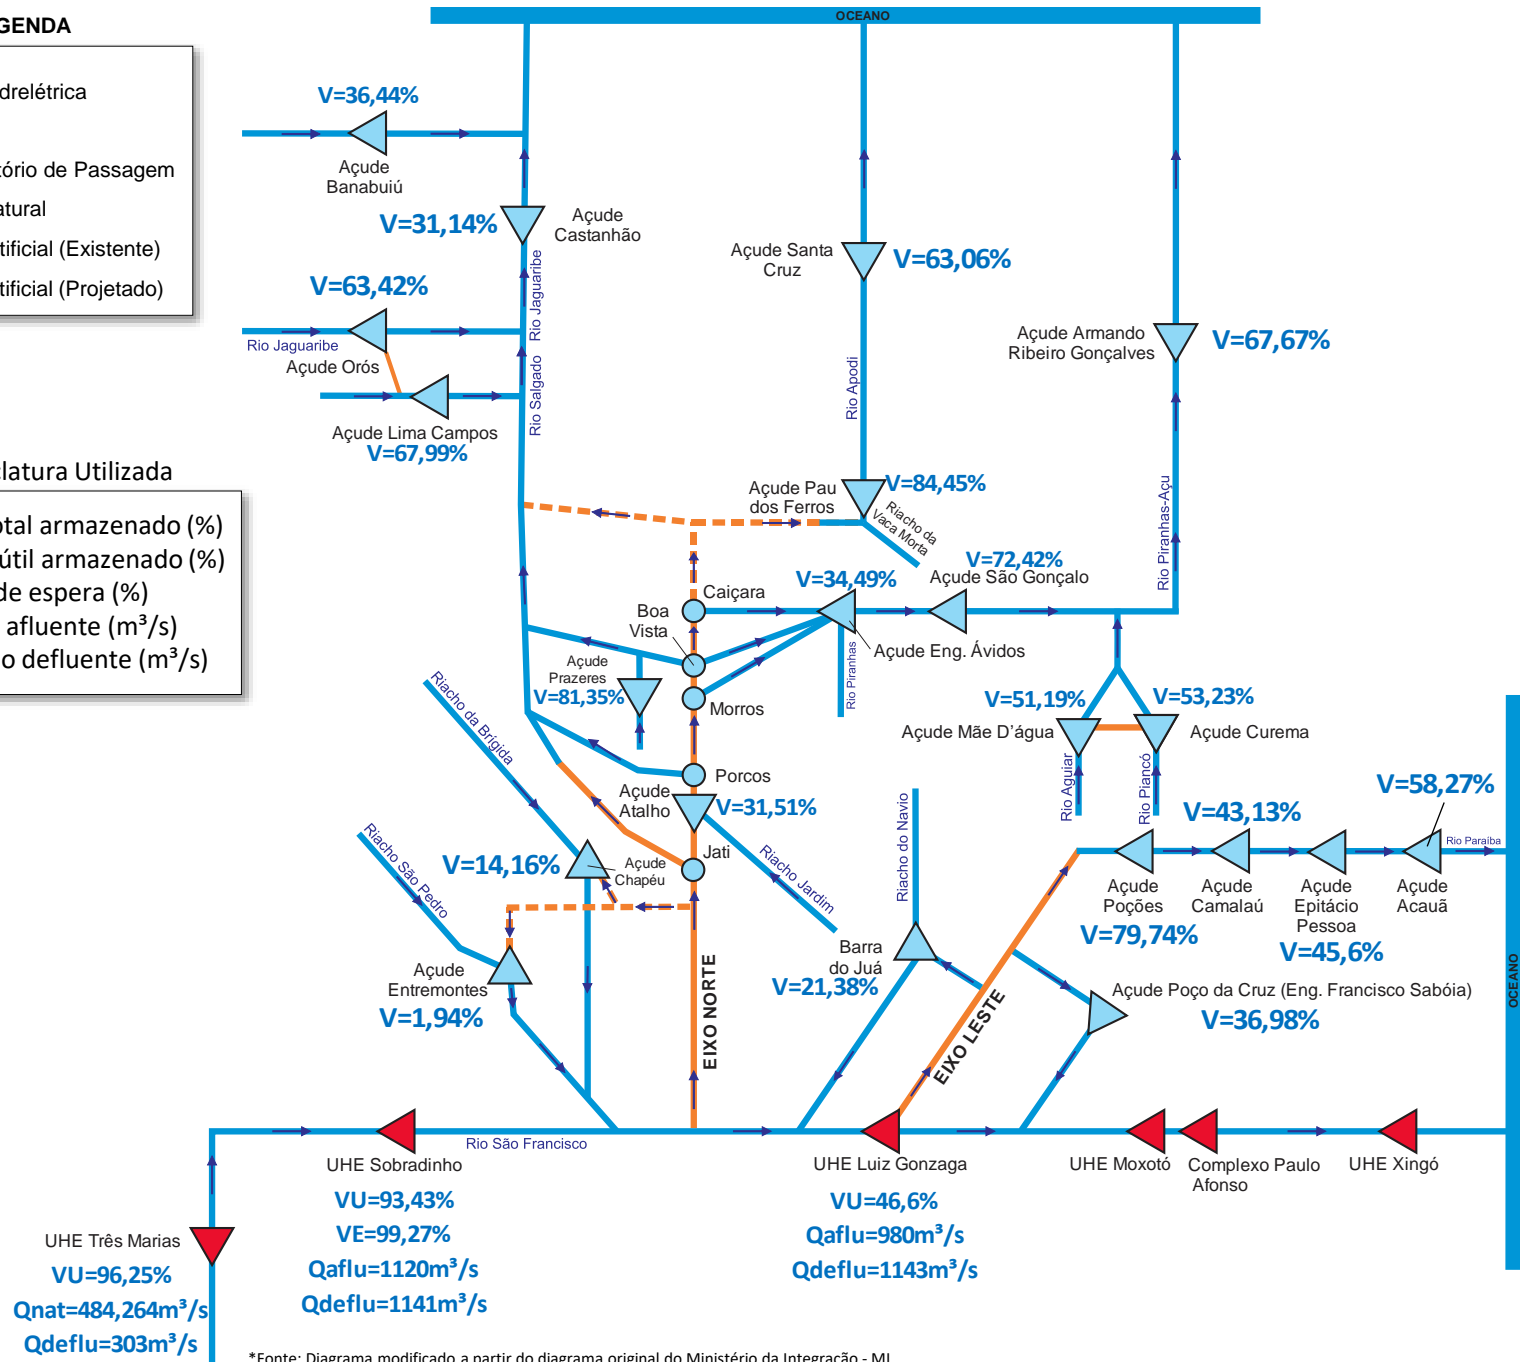 OCEANO
GENDA
drelétrica
tório de Passagem
atural
tificial (Existente)
tificial (Projetado)
V=36,44%
Açude
Banabuiú
V=31,14%
Açude
Castanhão
Rio Jaguaribe
V=63,42%
Rio Jaguaribe
Açude Orós
Rio Salgado
Açude Lima Campos
V=67,99%
Açude Santa
Cruz
V=63,06%
Rio Apodi
Açude Armando
Ribeiro Gonçalves
V=67,67%
Rio Piranhas-Açu
clatura Utilizada
otal armazenado (%)
útil armazenado (%)
de espera (%)
afluente (m³/s)
o defluente (m³/s)
Açude Pau
dos Ferros
V=84,45%
Riacho da
Vaca Morta
V=72,42%
Açude São Gonçalo
V=34,49%
Caiçara
Boa
Vista
Açude Eng. Ávidos
Rio Piranhas
Açude
Prazeres
V=81,35%
Morros
Riacho da Brígida
Porcos
Açude
Atalho
V=31,51%
Jati
Riacho Jardim
V=51,19%
V=53,23%
Açude Mãe D'água
Açude Curema
Rio Aguiar
Rio Piancó
Riacho do Navio
V=58,27%
V=43,13%
Rio Paraiba
Açude
Poções
V=79,74%
Açude
Camalaú
Açude
Epitácio
Pessoa
V=45,6%
Açude
Acauã
Riacho São Pedro
V=14,16%
Açude
Chapéu
Açude
Entremontes
V=1,94%
EIXO NORTE
Barra
do Juá
V=21,38%
EIXO LESTE
Açude Poço da Cruz (Eng. Francisco Sabóia)
V=36,98%
OCEANO
Rio São Francisco
UHE Sobradinho
VU=93,43%
VE=99,27%
Qaflu=1120m³/s
Qdeflu=1141m³/s
UHE Luiz Gonzaga
VU=46,6%
Qaflu=980m³/s
Qdeflu=1143m³/s
UHE Moxotó
Complexo Paulo
Afonso
UHE Xingó
UHE Três Marias
VU=96,25%
Qnat=484,264m³/s
Qdeflu=303m³/s
*Fonte: Diagrama modificado a partir do diagrama original do Ministério da Integração - MI